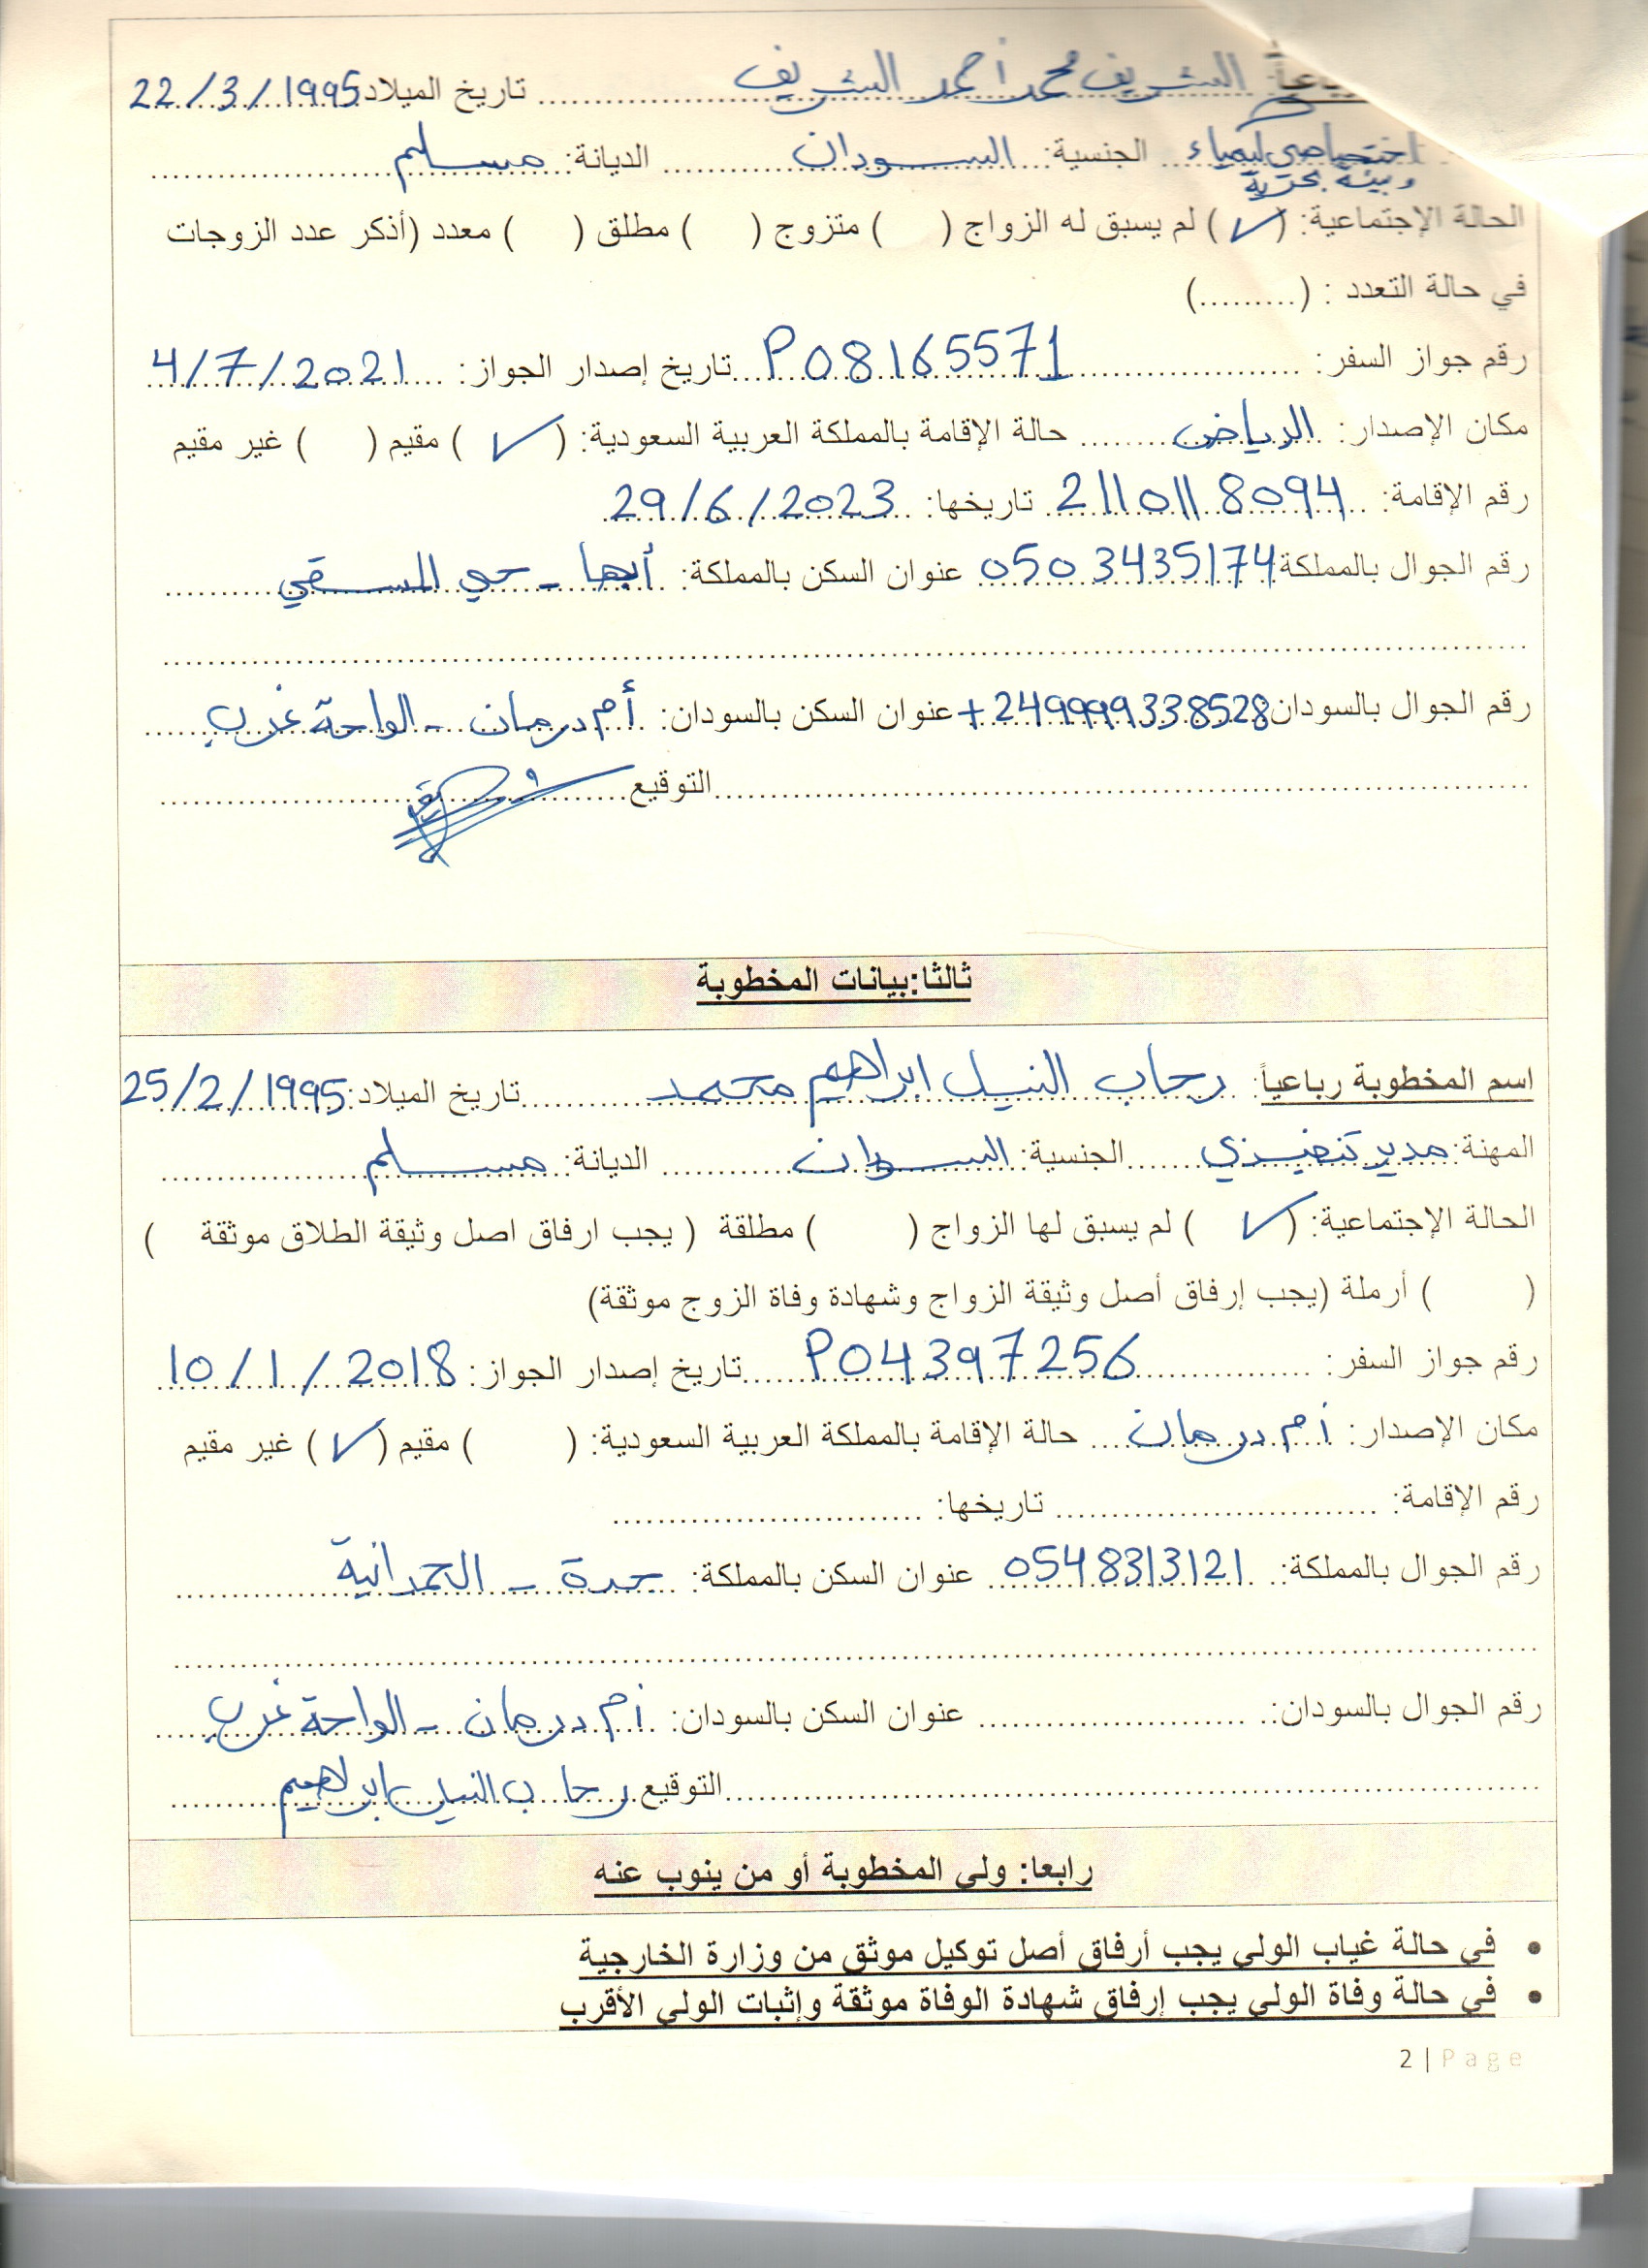 الشريف محمد أحمد الشريف ........ تاريخ الميلاد: 22/3/1995
اختصاصي كيمياء الجنسية: السودان ........ الديانة: مسلم ........
وبيئة بحرية
الحالة الإجتماعية: (✓) لم يسبق له الزواج ( ) متزوج ( ) مطلق ( ) معدد (أذكر عدد الزوجات
في حالة التعدد : (.........)
رقم جواز السفر: ........ P08165571 تاريخ إصدار الجواز: 4/7/2021
مكان الإصدار: الرياض ........ حالة الإقامة بالمملكة العربية السعودية: (✓) مقيم ( ) غير مقيم
رقم الإقامة: 2110118094 تاريخها: 29/6/2023
رقم الجوال بالمملكة 0503435174 عنوان السكن بالمملكة: أبها - حي المسقي
رقم الجوال بالسودان +249999338528 عنوان السكن بالسودان: أم درمان - الواحة غرب
........ التوقيع ........
ثالثا:بيانات المخطوبة
اسم المخطوبة رباعياً: رحاب النيل ابراهيم محمد ........ تاريخ الميلاد: 25/2/1995
المهنة: مدير تنفيذي ........ الجنسية: السودان ........ الديانة: مسلم ........
الحالة الإجتماعية: (✓) لم يسبق لها الزواج ( ) مطلقة ( يجب ارفاق اصل وثيقة الطلاق موثقة )
( ) أرملة (يجب إرفاق أصل وثيقة الزواج وشهادة وفاة الزوج موثقة)
رقم جواز السفر: ........ P04397256 تاريخ إصدار الجواز: 10/1/2018
مكان الإصدار: أم درمان ........ حالة الإقامة بالمملكة العربية السعودية: ( ) مقيم (✓) غير مقيم
رقم الإقامة: ........ تاريخها: ........
رقم الجوال بالمملكة: 0548313121 عنوان السكن بالمملكة: جدة - الحمدانية
رقم الجوال بالسودان: ........ عنوان السكن بالسودان: أم درمان - الواحة غرب
........ التوقيع رحاب النيل ابراهيم
رابعا: ولي المخطوبة أو من ينوب عنه
• في حالة غياب الولي يجب أرفاق أصل توكيل موثق من وزارة الخارجية
• في حالة وفاة الولي يجب إرفاق شهادة الوفاة موثقة وإثبات الولي الأقرب
2 | Page